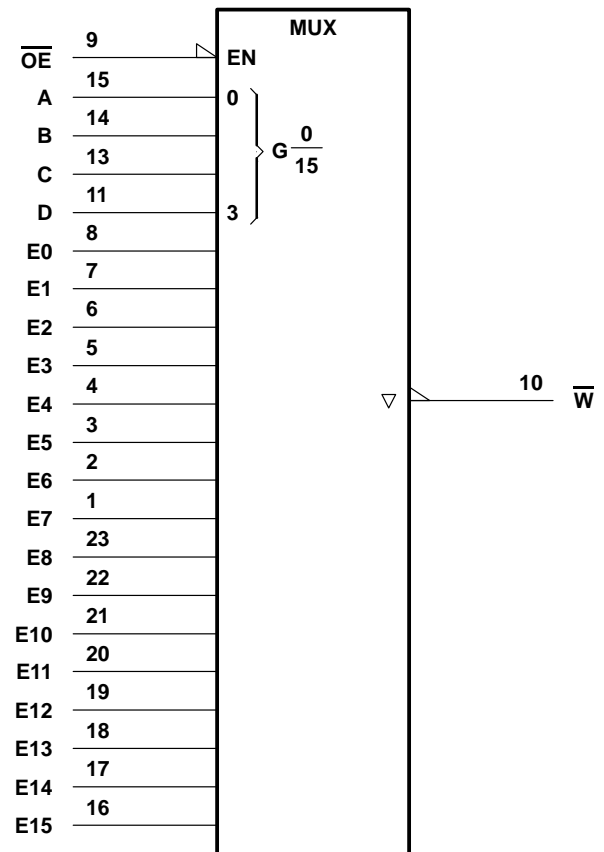 MUX
O̅E̅ 9 EN
A 15 0
B 14
C 13
G 0
15
D 11 3
E0 8
E1 7
E2 6
E3 5
E4 4
10 W̅
E5 3
E6 2
E7 1
E8 23
E9 22
E10 21
E11 20
E12 19
E13 18
E14 17
E15 16